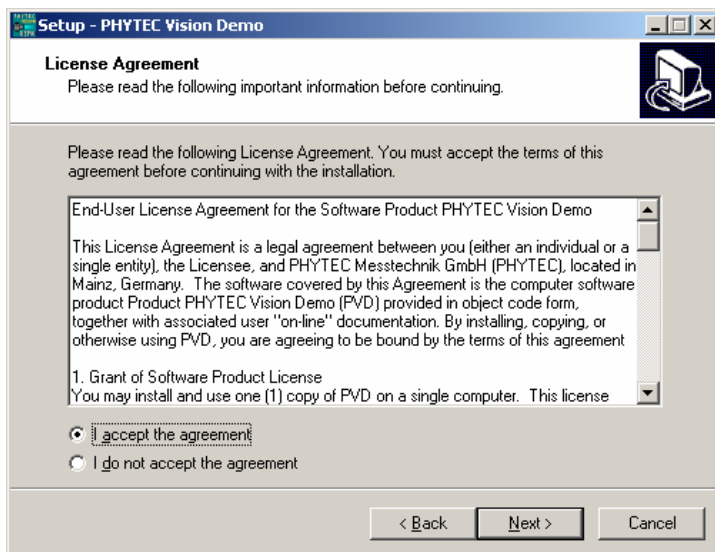 Setup - PHYTEC Vision Demo
License Agreement
Please read the following important information before continuing.
Please read the following License Agreement. You must accept the terms of this
agreement before continuing with the installation.
End-User License Agreement for the Software Product PHYTEC Vision Demo
This License Agreement is a legal agreement between you (either an individual or a
single entity), the Licensee, and PHYTEC Messtechnik GmbH (PHYTEC), located in
Mainz, Germany.  The software covered by this Agreement is the computer software
product Product PHYTEC Vision Demo (PVD) provided in object code form,
together with associated user "on-line" documentation. By installing, copying, or
otherwise using PVD, you are agreeing to be bound by the terms of this agreement
1. Grant of Software Product License
You may install and use one (1) copy of PVD on a single computer.  This license
I accept the agreement
I do not accept the agreement
< Back
Next >
Cancel